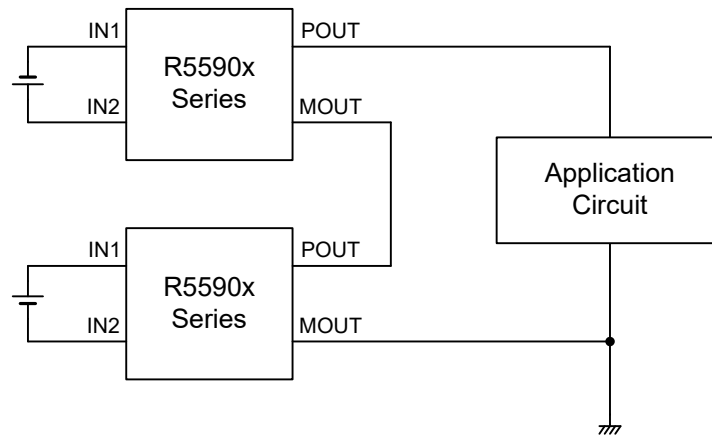 IN1
POUT
R5590x
Series
IN2
MOUT
Application
Circuit
IN1
POUT
R5590x
Series
IN2
MOUT